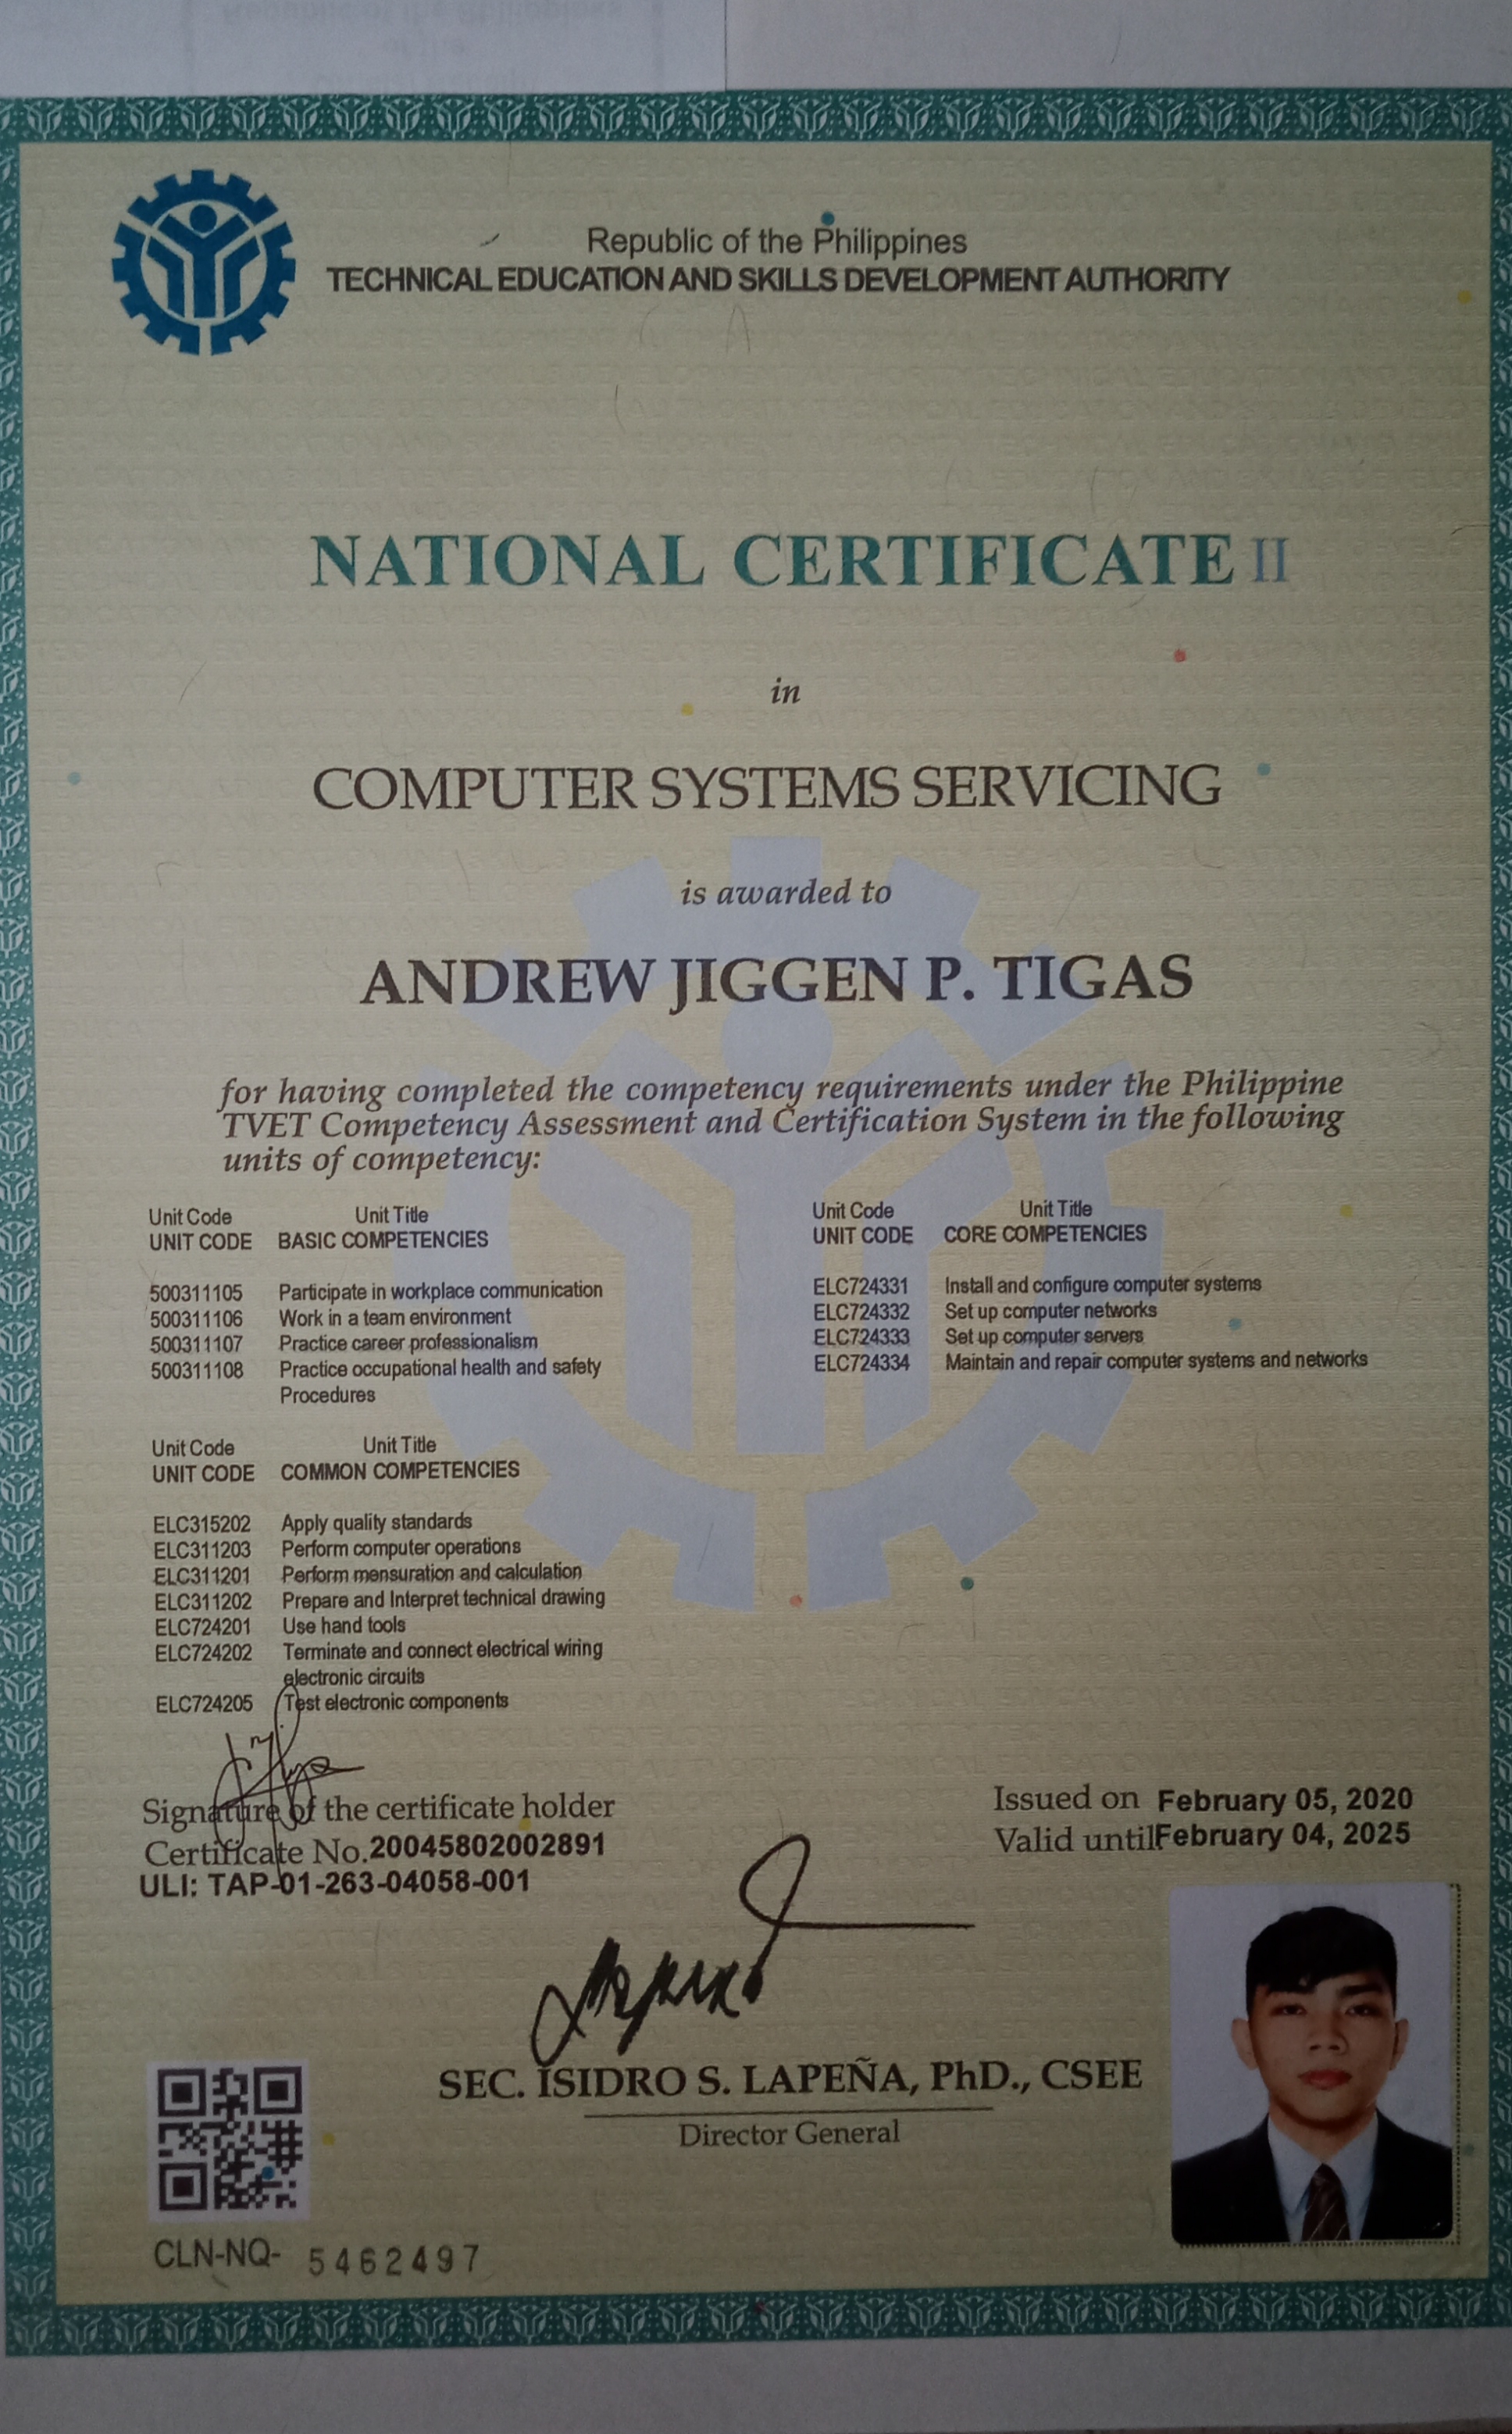 Republic of the Philippines
TECHNICAL EDUCATION AND SKILLS DEVELOPMENT AUTHORITY
NATIONAL CERTIFICATE II
in
COMPUTER SYSTEMS SERVICING
is awarded to
ANDREW JIGGEN P. TIGAS
for having completed the competency requirements under the Philippine
TVET Competency Assessment and Certification System in the following
units of competency:
Unit Code Unit Title
UNIT CODE BASIC COMPETENCIES
500311105 Participate in workplace communication
500311106 Work in a team environment
500311107 Practice career professionalism
500311108 Practice occupational health and safety
Procedures
Unit Code Unit Title
UNIT CODE COMMON COMPETENCIES
ELC315202 Apply quality standards
ELC311203 Perform computer operations
ELC311201 Perform mensuration and calculation
ELC311202 Prepare and Interpret technical drawing
ELC724201 Use hand tools
ELC724202 Terminate and connect electrical wiring
electronic circuits
ELC724205 Test electronic components
Unit Code Unit Title
UNIT CODE CORE COMPETENCIES
ELC724331 Install and configure computer systems
ELC724332 Set up computer networks
ELC724333 Set up computer servers
ELC724334 Maintain and repair computer systems and networks
Signature of the certificate holder
Certificate No.20045802002891
ULI: TAP-01-263-04058-001
Issued on February 05, 2020
Valid until February 04, 2025
SEC. ISIDRO S. LAPEÑA, PhD., CSEE
Director General
CLN-NQ- 5462497